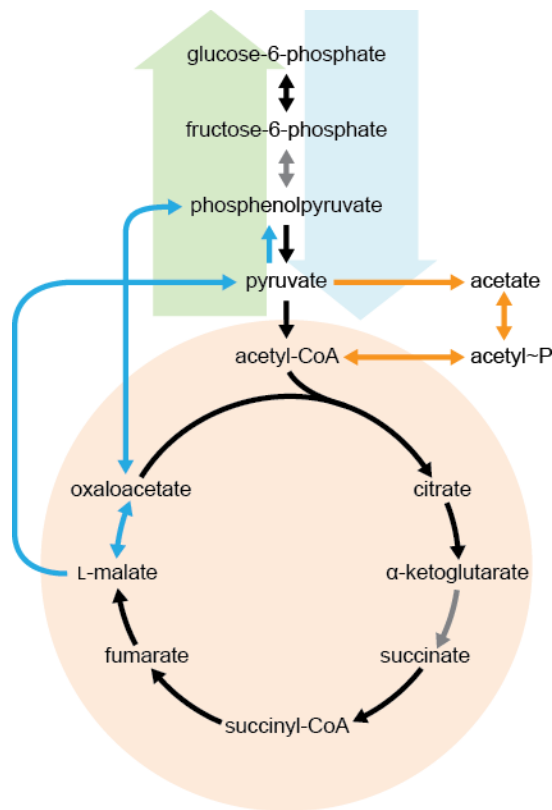 glucose-6-phosphate
fructose-6-phosphate
phosphenolpyruvate
pyruvate
acetate
acetyl-CoA
acetyl~P
oxaloacetate
citrate
L-malate
α-ketoglutarate
fumarate
succinate
succinyl-CoA